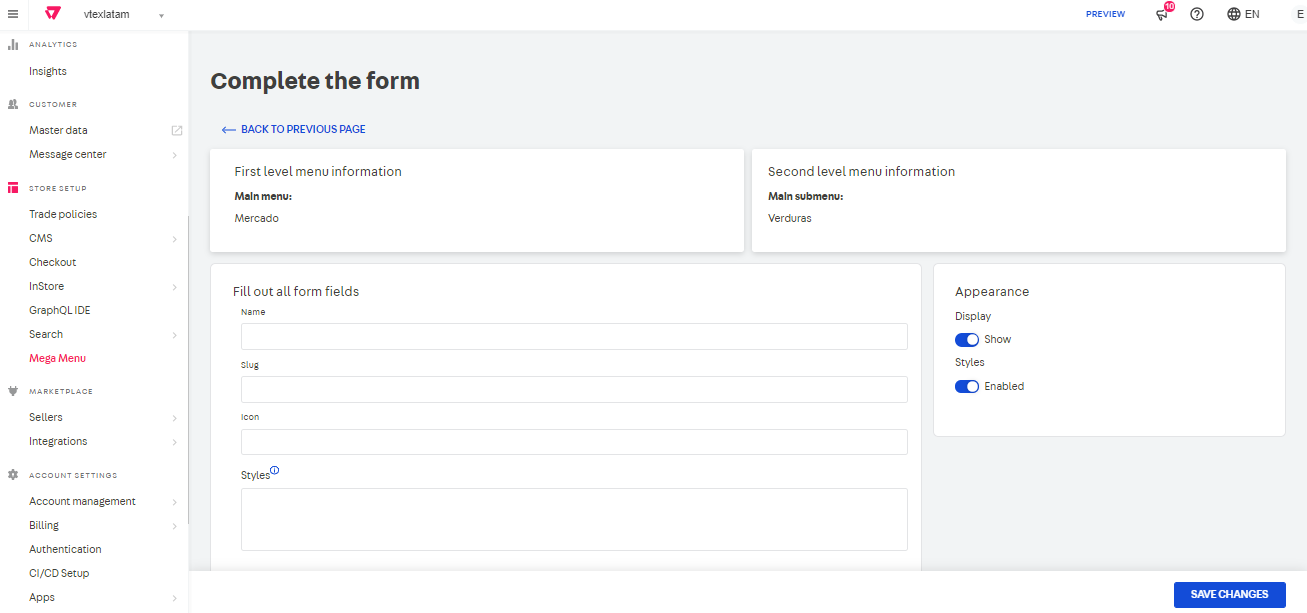 vtexlatam
PREVIEW
10
EN
E
ANALYTICS
Insights
CUSTOMER
Master data
Message center
STORE SETUP
Trade policies
CMS
Checkout
InStore
GraphQL IDE
Search
Mega Menu
MARKETPLACE
Sellers
Integrations
ACCOUNT SETTINGS
Account management
Billing
Authentication
CI/CD Setup
Apps
Complete the form
BACK TO PREVIOUS PAGE
First level menu information
Main menu:
Mercado
Second level menu information
Main submenu:
Verduras
Fill out all form fields
Name
Slug
Icon
Styles
Appearance
Display
Show
Styles
Enabled
SAVE CHANGES